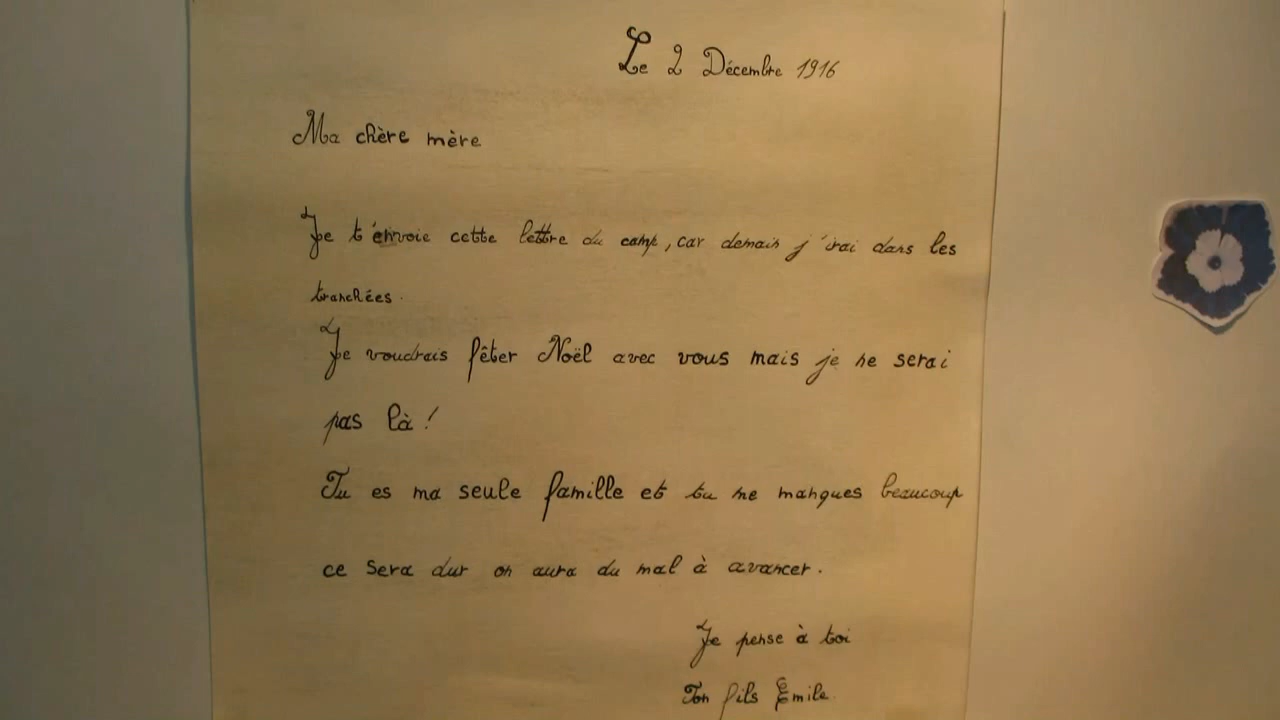 Le 2 Décembre 1916
Ma chère mère
Je t'envoie cette lettre du camp, car demain j'irai dans les
tranchées.
Je voudrais fêter Noël avec vous mais je ne serai
pas là !
Tu es ma seule famille et tu me manques beaucoup
ce sera dur on aura du mal à avancer.
Je pense à toi
Ton fils Emile.